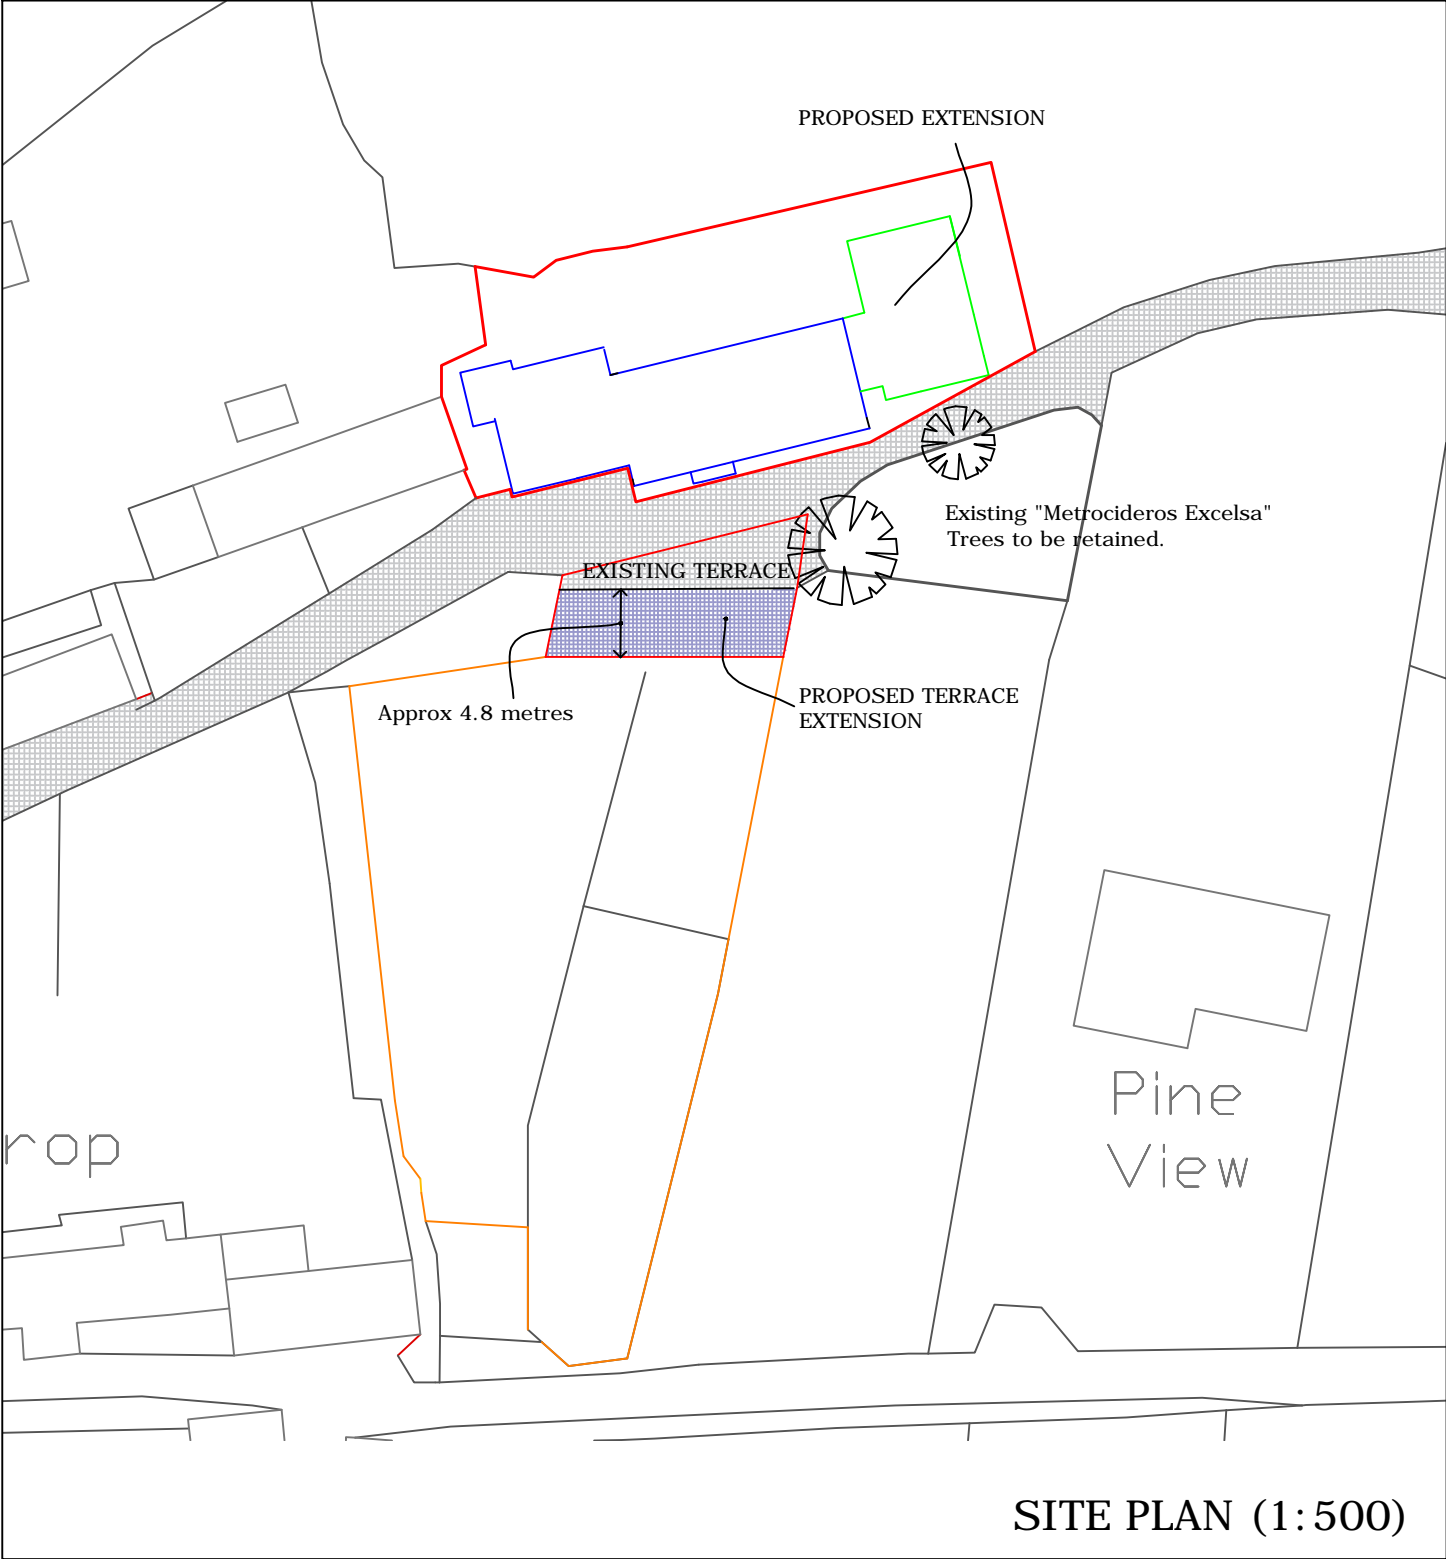 PROPOSED EXTENSION
Existing "Metrocideros Excelsa"
Trees to be retained.
EXISTING TERRACE
PROPOSED TERRACE
EXTENSION
Approx 4.8 metres
Pine
View
rop
SITE PLAN (1:500)